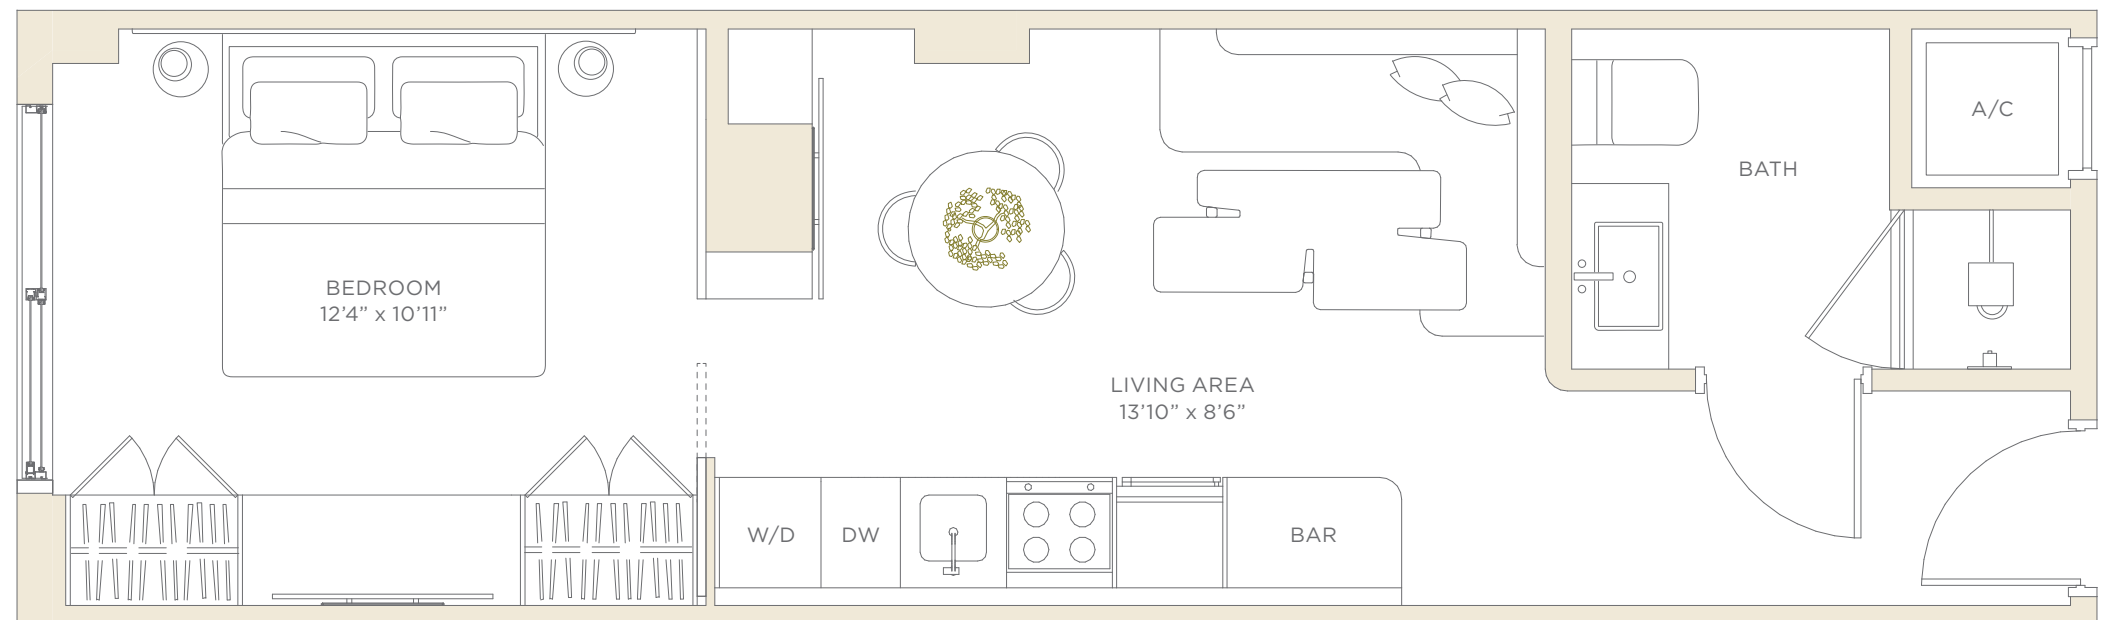 BEDROOM
12’4” x 10’11”
LIVING AREA
13’10” x 8’6”
BATH
A/C
W/D
DW
BAR